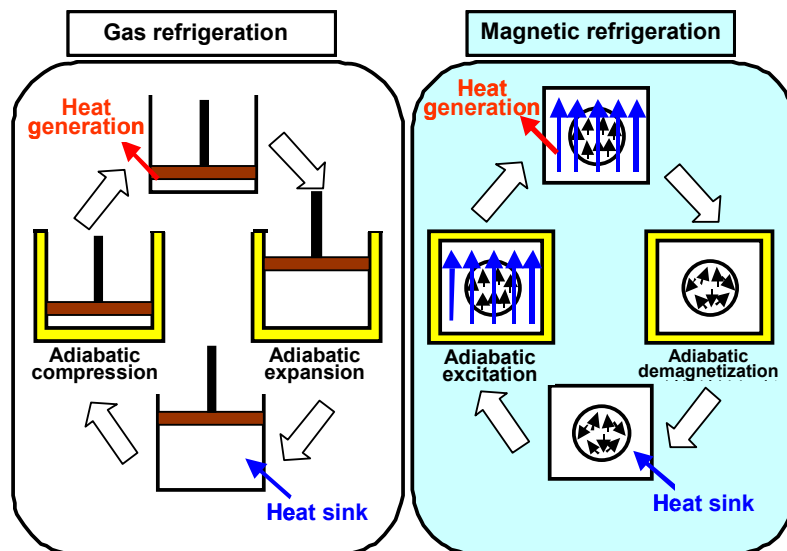 Gas refrigeration
Heat
generation
Adiabatic
compression
Adiabatic
expansion
Heat sink
Magnetic refrigeration
Heat
generation
Adiabatic
excitation
Adiabatic
demagnetization
Heat sink